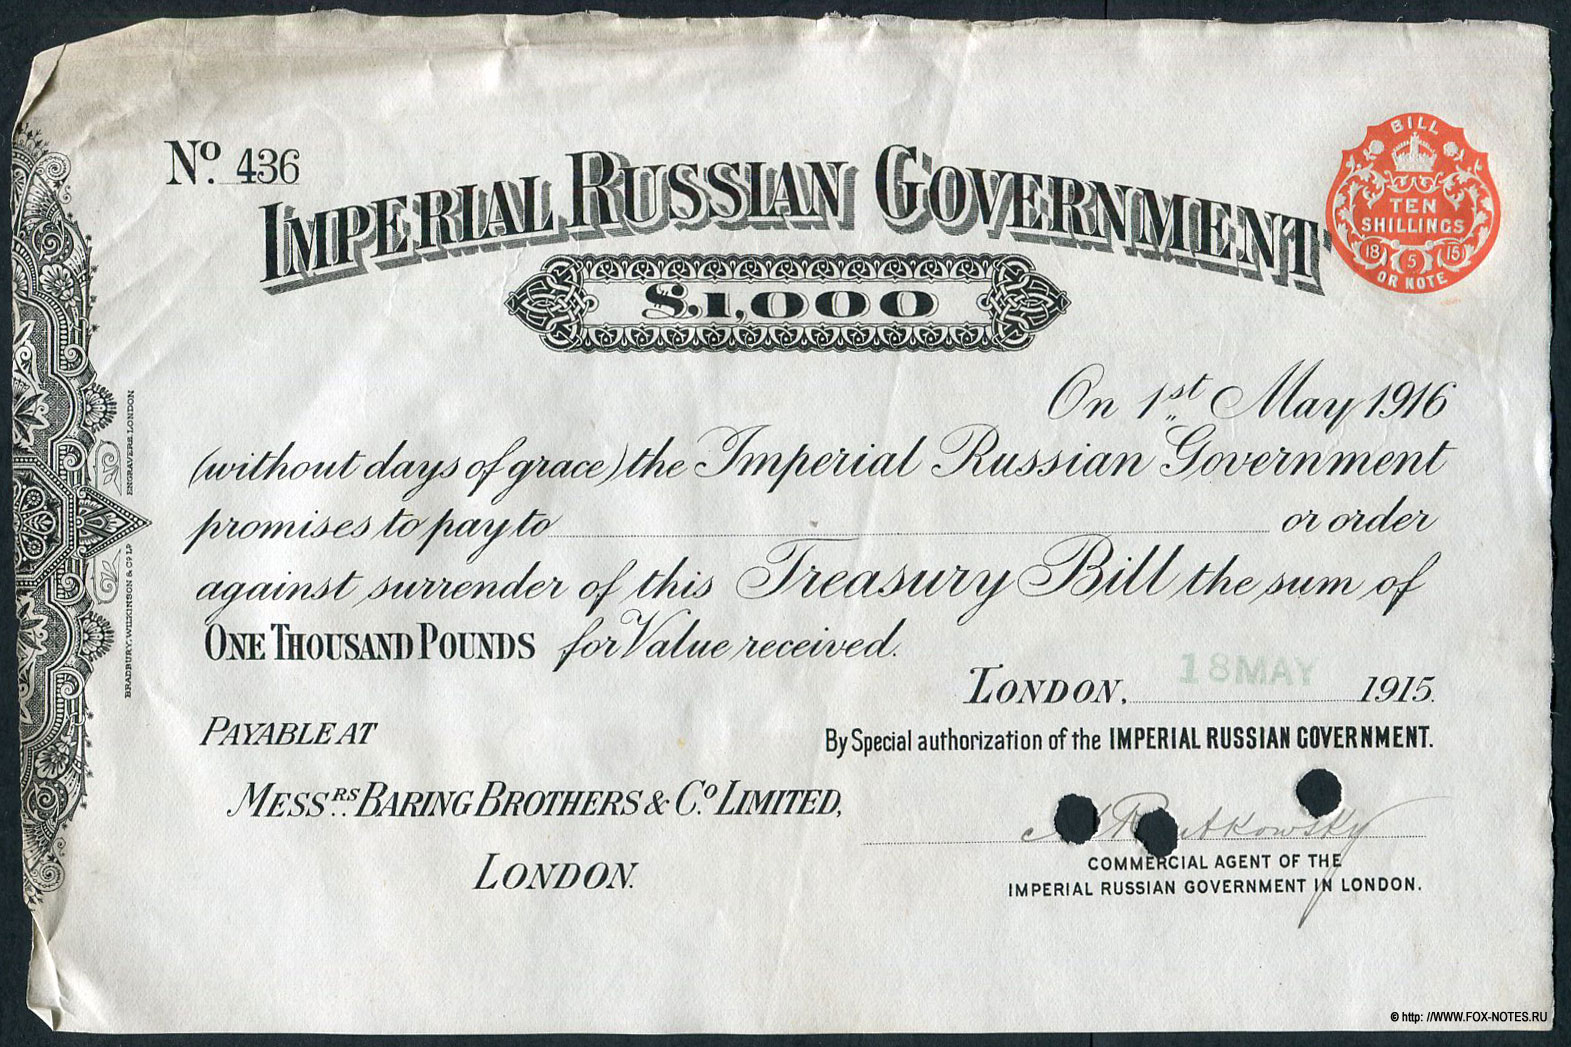 No. 436
IMPERIAL RUSSIAN GOVERNMENT
£.1,000
BILL
TEN
SHILLINGS
18 5 15
OR NOTE
On 1st May 1916
(without days of grace) the Imperial Russian Government
promises to pay to or order
against surrender of this Treasury Bill the sum of
ONE THOUSAND POUNDS for Value received.
LONDON, 18 MAY 1915.
PAYABLE AT
By Special authorization of the IMPERIAL RUSSIAN GOVERNMENT.
MESSRS. BARING BROTHERS & Co. LIMITED,
LONDON.
COMMERCIAL AGENT OF THE
IMPERIAL RUSSIAN GOVERNMENT IN LONDON.
BRADBURY, WILKINSON & Co. Ld. ENGRAVERS, LONDON
© http: //WWW.FOX-NOTES.RU